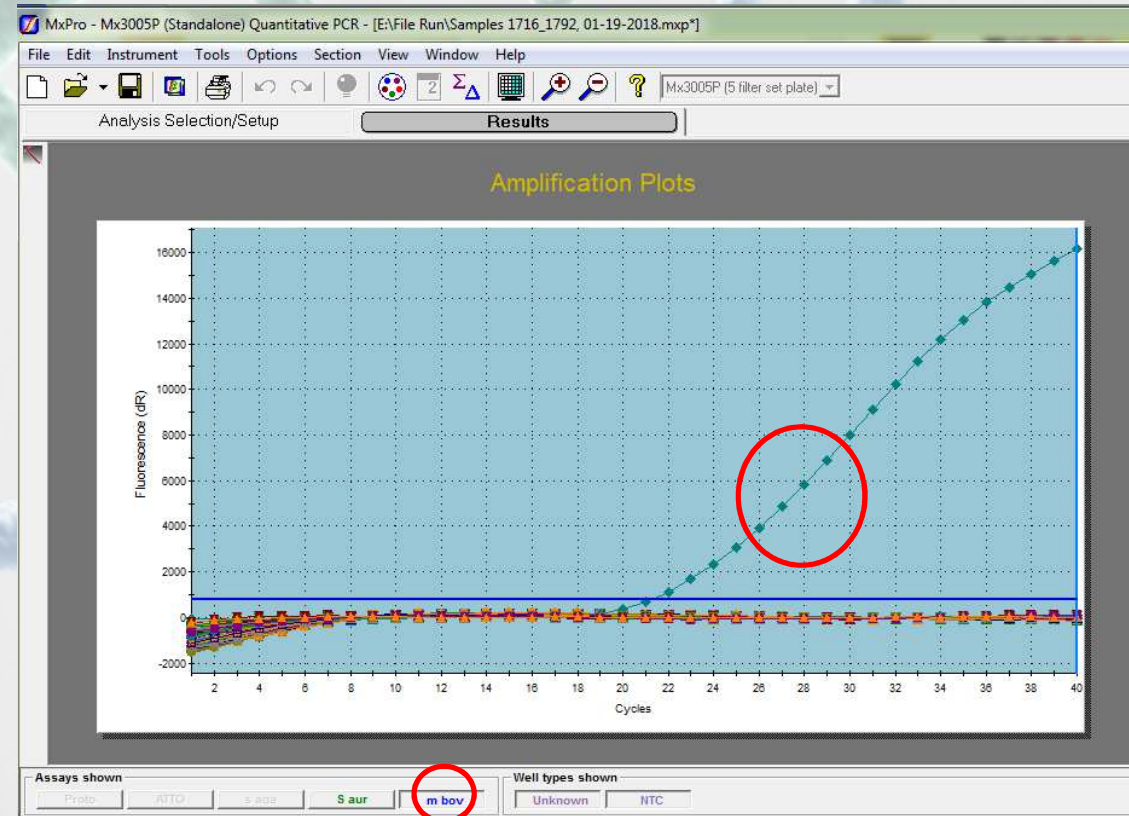 MxPro - Mx3005P (Standalone) Quantitative PCR - [E:\File Run\Samples 1716_1792, 01-19-2018.mxp*]
File Edit Instrument Tools Options Section View Window Help
2 Mx3005P (5 filter set plate)
Analysis Selection/Setup Results
Amplification Plots
16000
14000
12000
10000
8000
6000
4000
2000
0
-2000
Fluorescence (dR)
2 4 6 8 10 12 14 16 18 20 22 24 26 28 30 32 34 36 38 40
Cycles
Assays shown Well types shown
Proto ATTO s aga S aur m bov Unknown NTC